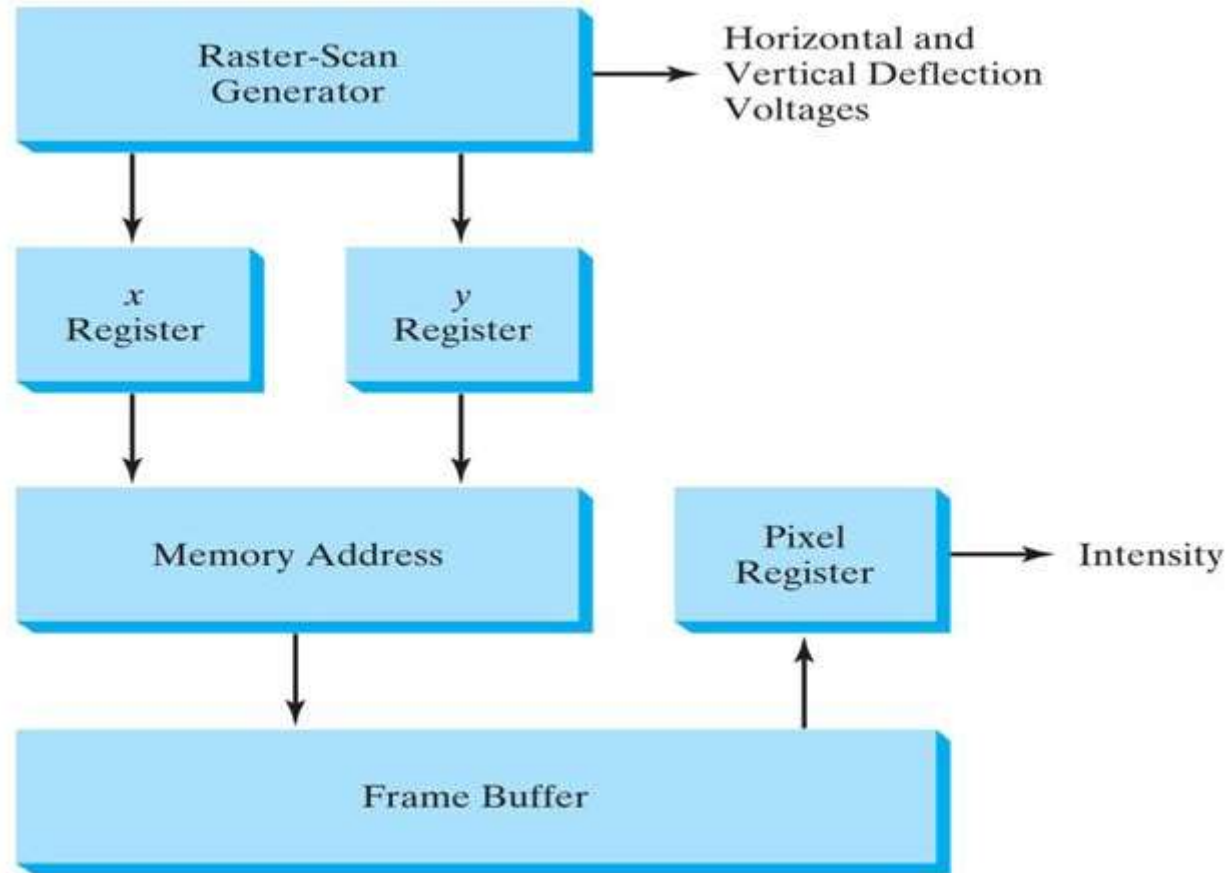 Raster-Scan
Generator
Horizontal and
Vertical Deflection
Voltages
x
Register
y
Register
Memory Address
Pixel
Register
Intensity
Frame Buffer